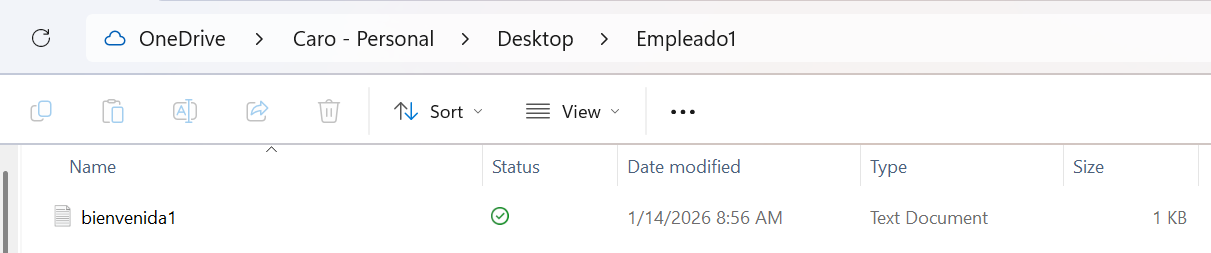 OneDrive > Caro - Personal > Desktop > Empleado1
Sort View
Name Status Date modified Type Size
bienvenida1 1/14/2026 8:56 AM Text Document 1 KB